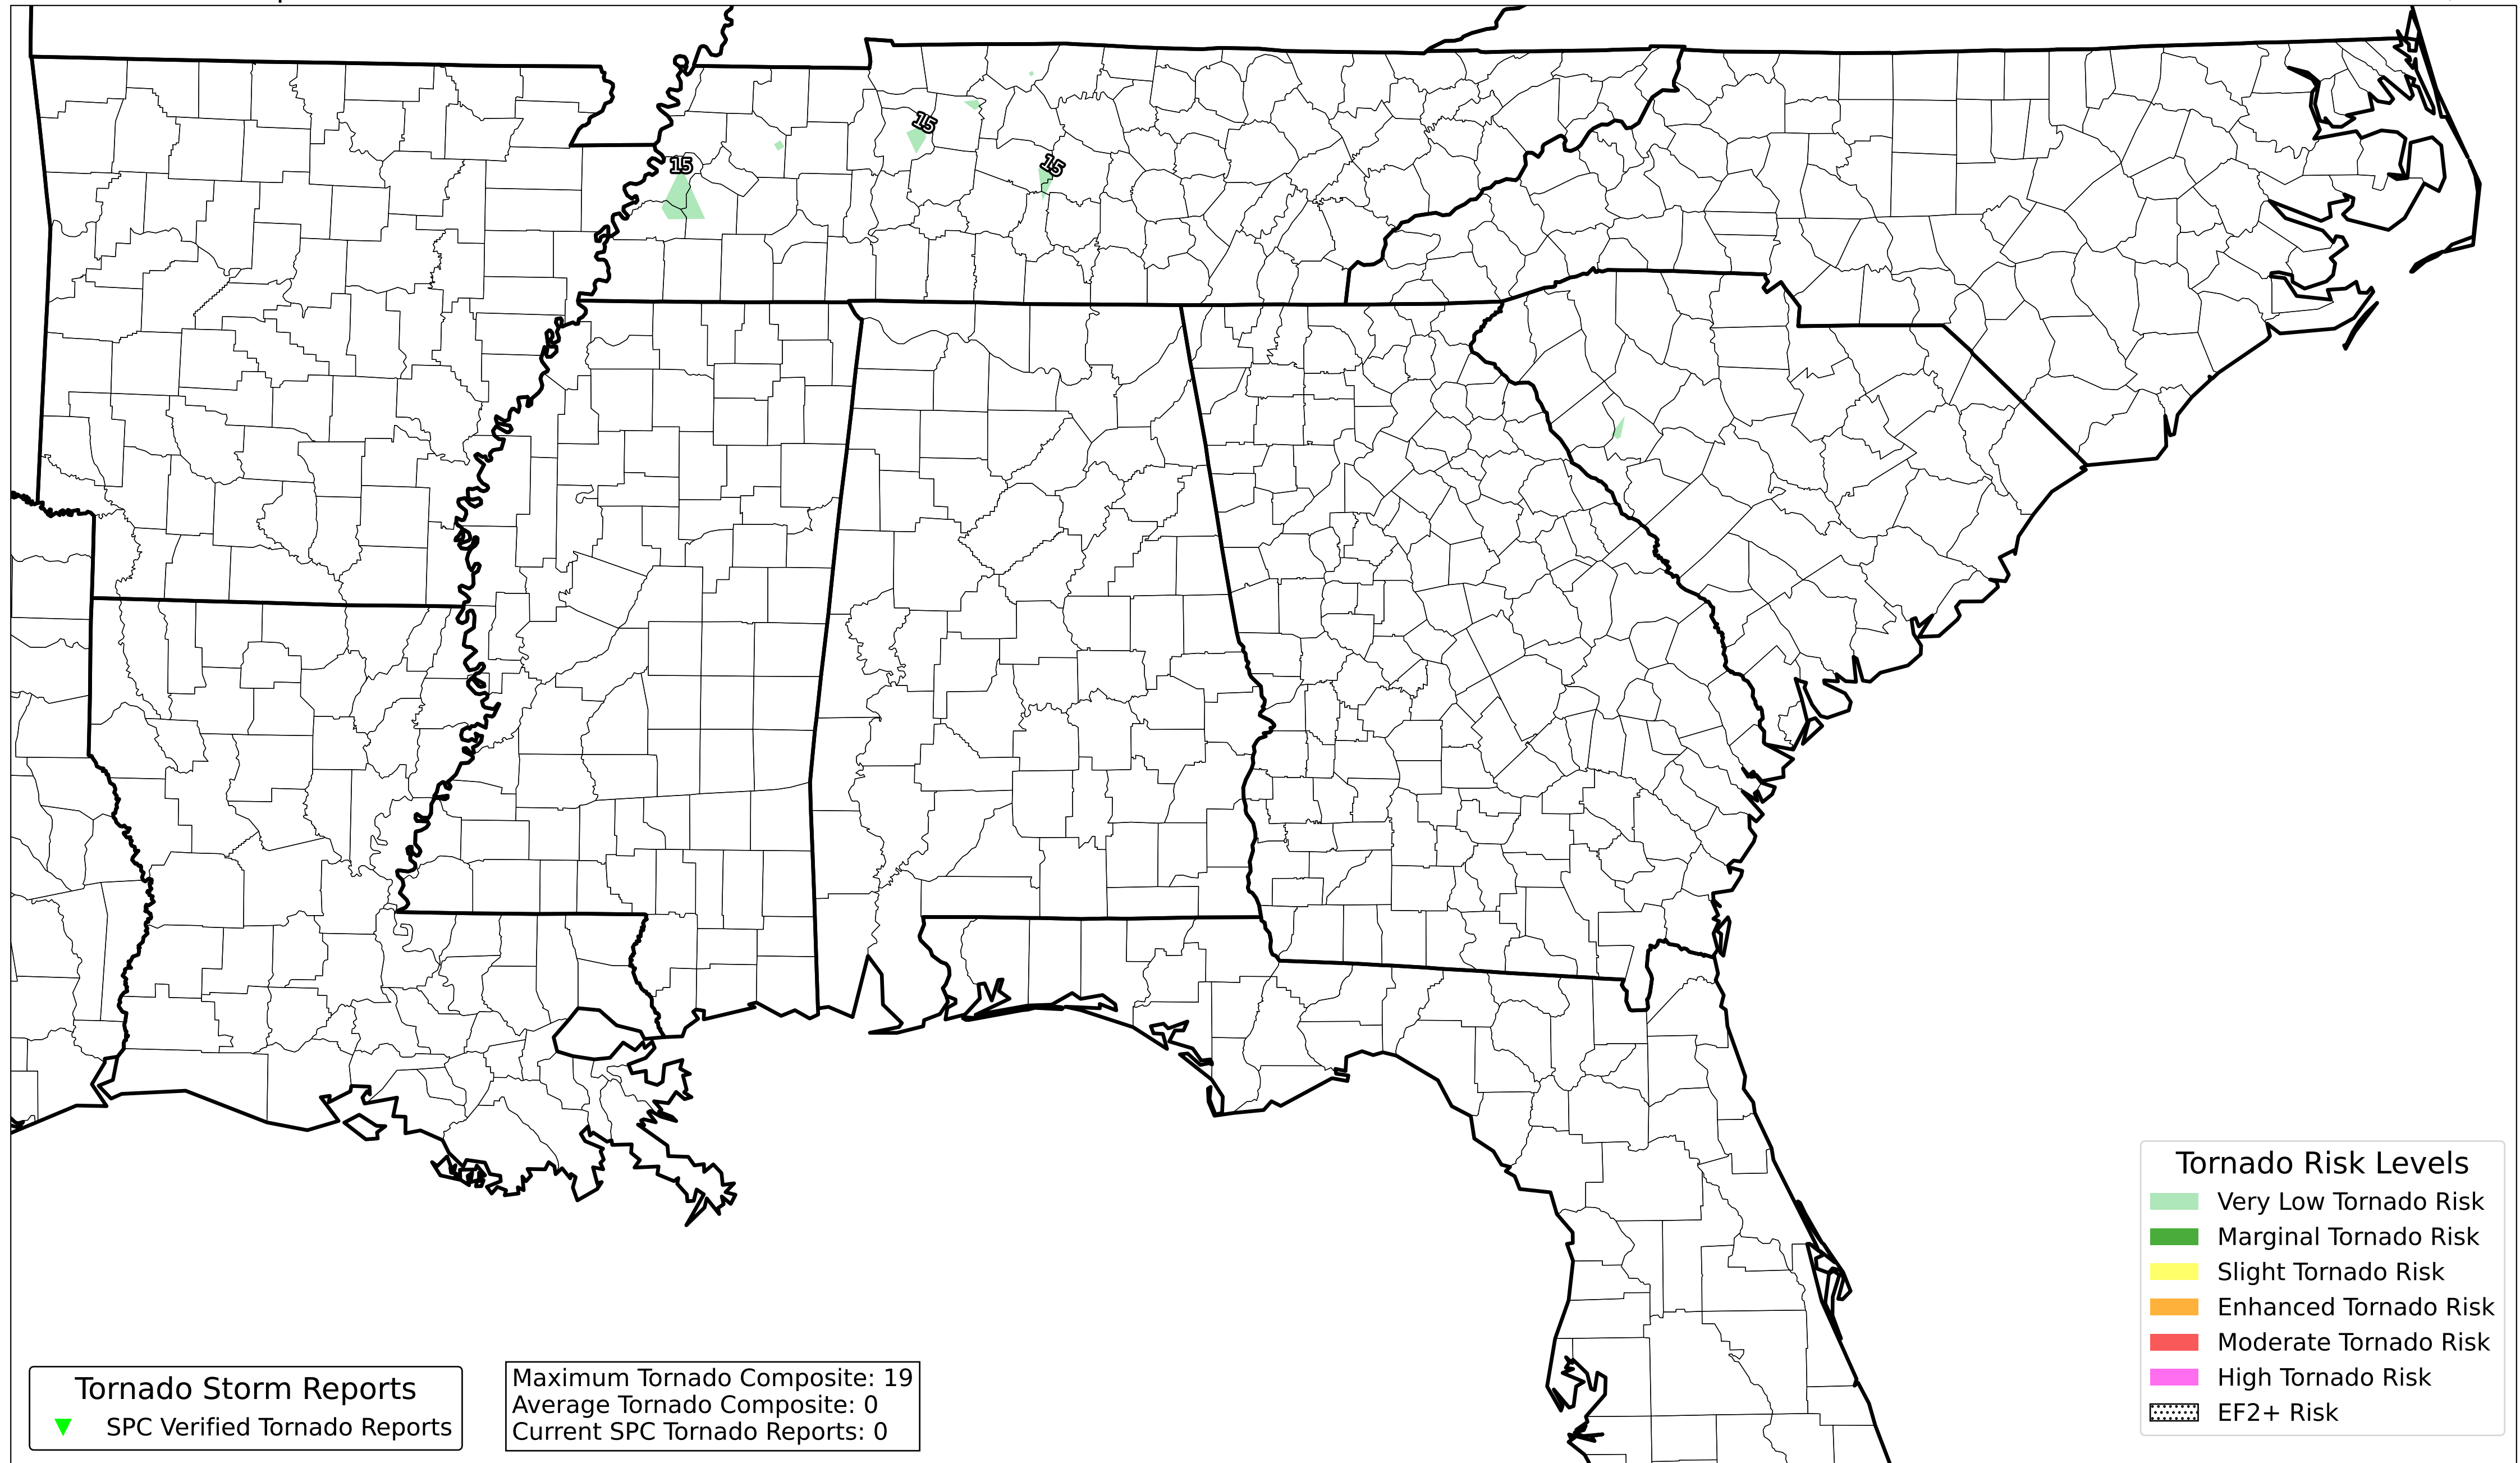 15
15
15
Tornado Risk Levels
Very Low Tornado Risk
Marginal Tornado Risk
Slight Tornado Risk
Enhanced Tornado Risk
Moderate Tornado Risk
High Tornado Risk
EF2+ Risk
Tornado Storm Reports
SPC Verified Tornado Reports
Maximum Tornado Composite: 19
Average Tornado Composite: 0
Current SPC Tornado Reports: 0